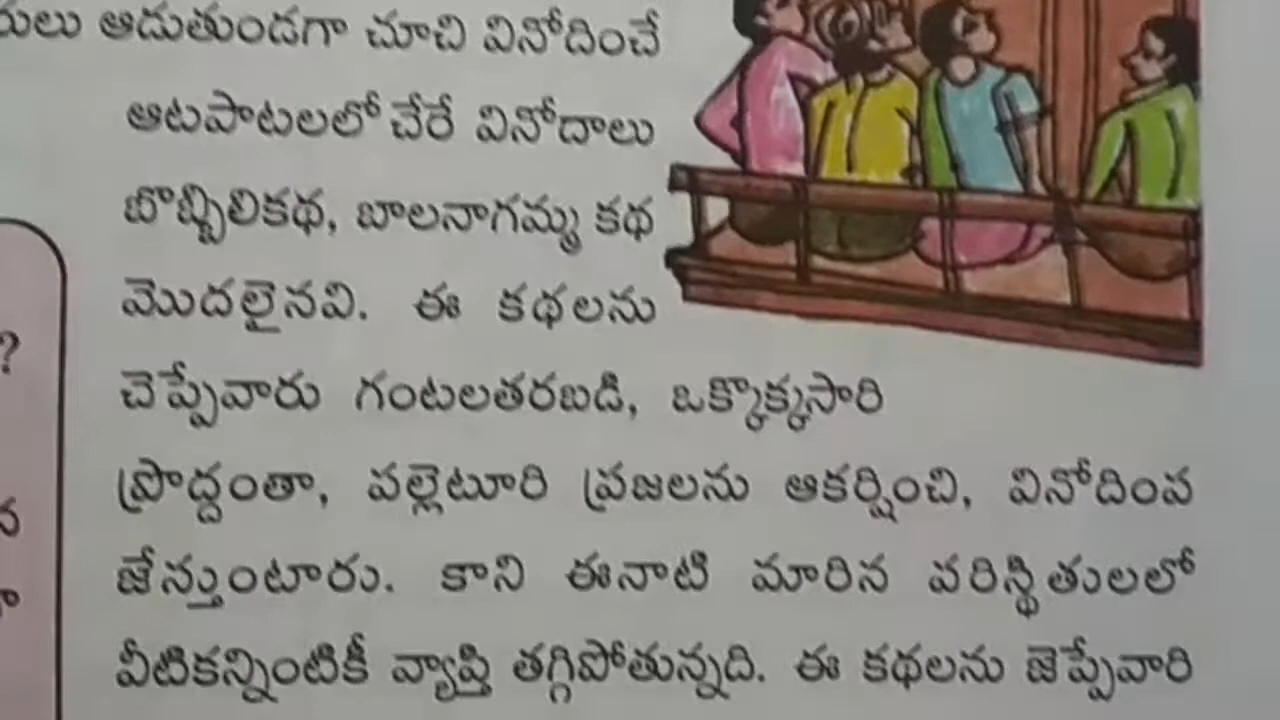 ఆడుతుండగా చూచి వినోదించే
ఆటపాటలలో చేరే వినోదాలు
బొబ్బిలికథ, బాలనాగమ్మ కథ
మొదలైనవి. ఈ కథలను
చెప్పేవారు గంటలతరబడి, ఒక్కొక్కసారి
ప్రొద్దంతా, పల్లెటూరి ప్రజలను ఆకర్షించి, వినోదింప
జేస్తుంటారు. కాని ఈనాటి మారిన పరిస్థితులలో
వీటికన్నింటికీ వ్యాప్తి తగ్గిపోతున్నది. ఈ కథలను జెప్పేవారి
?